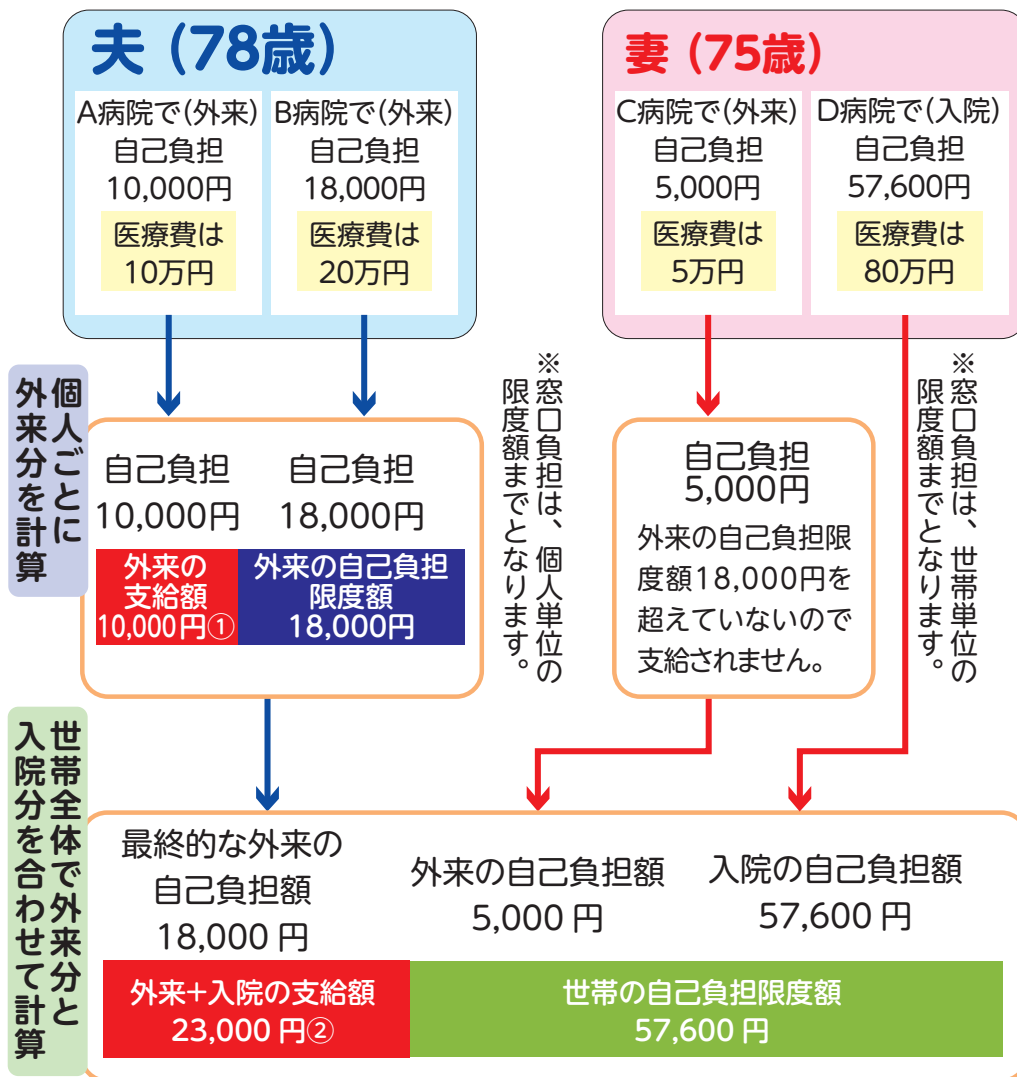 夫(78歳)
A病院で(外来)
自己負担
10,000円
医療費は
10万円
B病院で(外来)
自己負担
18,000円
医療費は
20万円
妻(75歳)
C病院で(外来)
自己負担
5,000円
医療費は
5万円
D病院で(入院)
自己負担
57,600円
医療費は
80万円
個人ごとに
外来分を計算
自己負担
10,000円
自己負担
18,000円
外来の
支給額
10,000円①
外来の自己負担
限度額
18,000円
※窓口負担は、個人単位の
限度額までとなります。
自己負担
5,000円
外来の自己負担限
度額18,000円を
超えていないので
支給されません。
※窓口負担は、世帯単位の
限度額までとなります。
世帯全体で外来分と
入院分を合わせて計算
最終的な外来の
自己負担額
18,000 円
外来の自己負担額
5,000 円
入院の自己負担額
57,600 円
外来+入院の支給額
23,000 円②
世帯の自己負担限度額
57,600 円